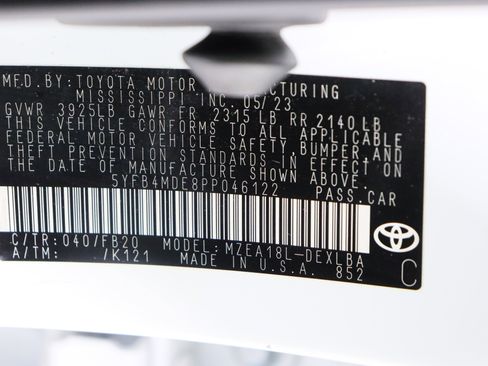 MFD. BY: TOYOTA MOTOR MANUFACTURING
MISSISSIPPI INC. 05/23
GVWR 3925LB GAWR FR 2315 LB RR 2140 LB
THIS VEHICLE CONFORMS TO ALL APPLICABLE
FEDERAL MOTOR VEHICLE SAFETY, BUMPER, AND
THEFT PREVENTION STANDARDS IN EFFECT
ON THE DATE OF MANUFACTURE SHOWN ABOVE.
5YFB4MDE8PP046122 PASS.CAR
C/TR: 040/FB20 MODEL: MZEA18L-DEXLBA
A/TM: /K121 MADE IN U.S.A. 852 C